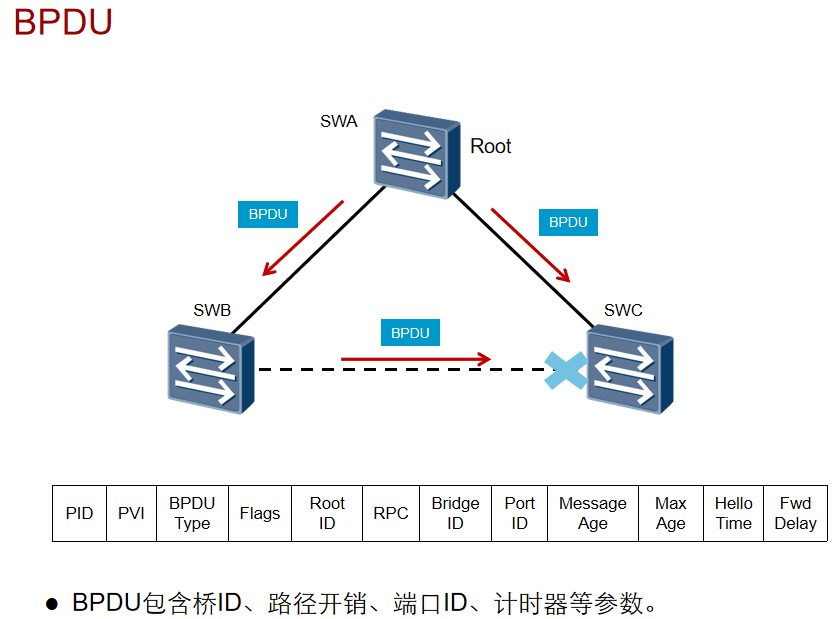 BPDU
SWA
Root
BPDU
BPDU
SWB
SWC
BPDU
PID
PVI
BPDU
Type
Flags
Root
ID
RPC
Bridge
ID
Port
ID
Message
Age
Max
Age
Hello
Time
Fwd
Delay
● BPDU包含桥ID、路径开销、端口ID、计时器等参数。